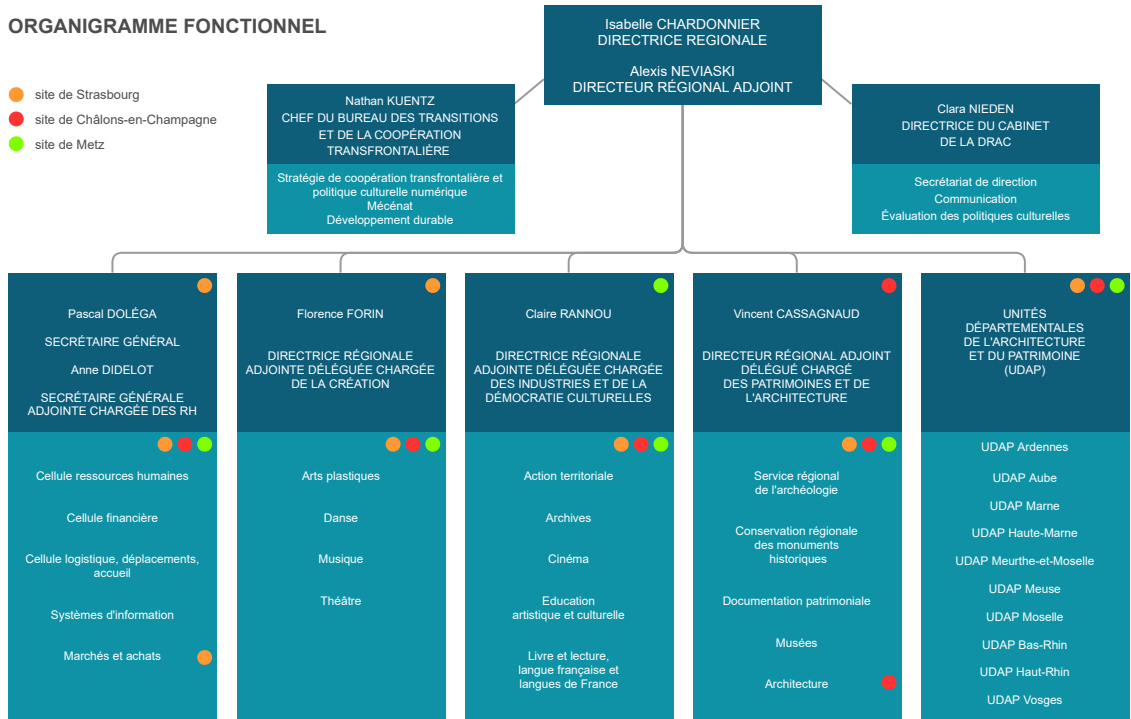 ORGANIGRAMME FONCTIONNEL
site de Strasbourg
site de Châlons-en-Champagne
site de Metz
Isabelle CHARDONNIER
DIRECTRICE REGIONALE
Alexis NEVIASKI
DIRECTEUR RÉGIONAL ADJOINT
Nathan KUENTZ
CHEF DU BUREAU DES TRANSITIONS
ET DE LA COOPÉRATION
TRANSFRONTALIÈRE
Stratégie de coopération transfrontalière et
politique culturelle numérique
Mécénat
Développement durable
Clara NIEDEN
DIRECTRICE DU CABINET
DE LA DRAC
Secrétariat de direction
Communication
Évaluation des politiques culturelles
Pascal DOLÉGA
SECRÉTAIRE GÉNÉRAL
Anne DIDELOT
SECRÉTAIRE GÉNÉRALE
ADJOINTE CHARGÉE DES RH
Cellule ressources humaines
Cellule financière
Cellule logistique, déplacements,
accueil
Systèmes d'information
Marchés et achats
Florence FORIN
DIRECTRICE RÉGIONALE
ADJOINTE DÉLÉGUÉE CHARGÉE
DE LA CRÉATION
Arts plastiques
Danse
Musique
Théâtre
Claire RANNOU
DIRECTRICE RÉGIONALE
ADJOINTE DÉLÉGUÉE CHARGÉE
DES INDUSTRIES ET DE LA
DÉMOCRATIE CULTURELLES
Action territoriale
Archives
Cinéma
Education
artistique et culturelle
Livre et lecture,
langue française et
langues de France
Vincent CASSAGNAUD
DIRECTEUR RÉGIONAL ADJOINT
DÉLÉGUÉ CHARGÉ
DES PATRIMOINES ET DE
L'ARCHITECTURE
Service régional
de l'archéologie
Conservation régionale
des monuments
historiques
Documentation patrimoniale
Musées
Architecture
UNITÉS
DÉPARTEMENTALES
DE L'ARCHITECTURE
ET DU PATRIMOINE
(UDAP)
UDAP Ardennes
UDAP Aube
UDAP Marne
UDAP Haute-Marne
UDAP Meurthe-et-Moselle
UDAP Meuse
UDAP Moselle
UDAP Bas-Rhin
UDAP Haut-Rhin
UDAP Vosges